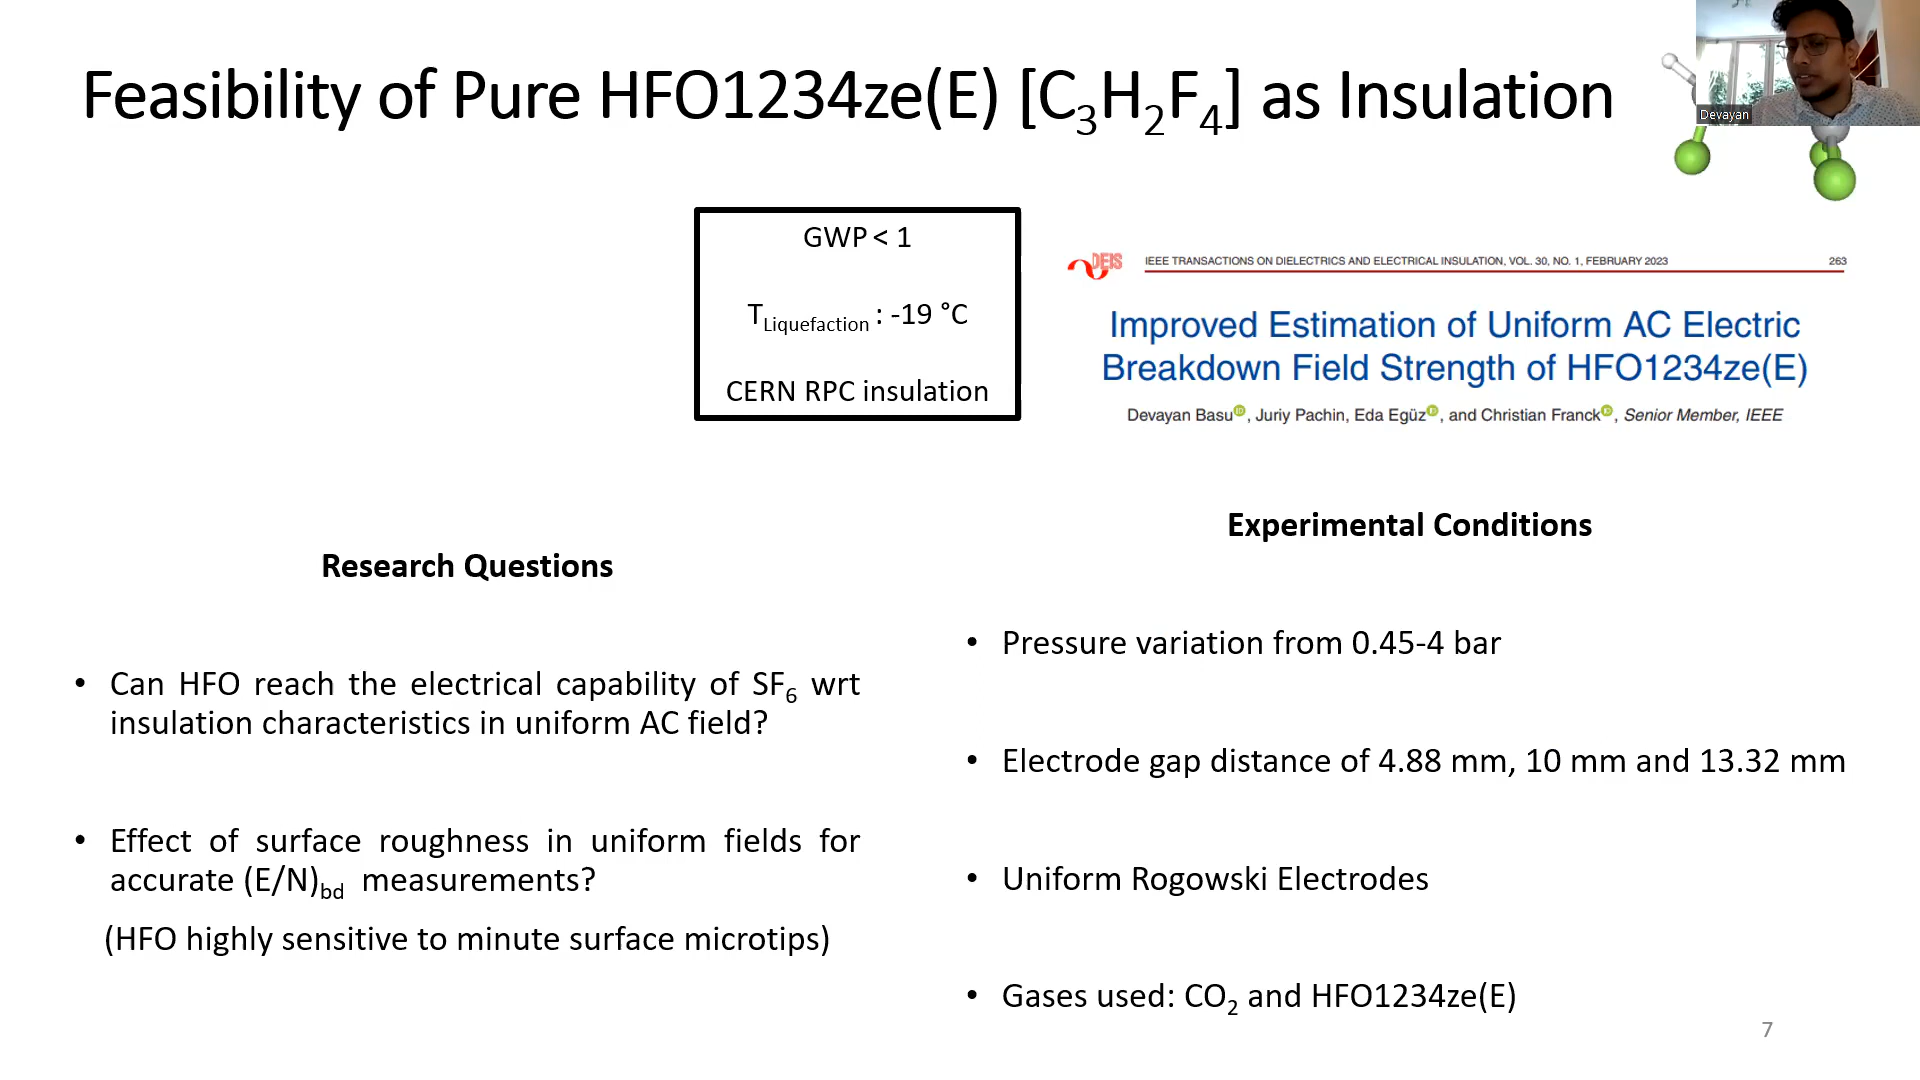 Feasibility of Pure HFO1234ze(E) [C3H2F4] as Insulation
Devayan
GWP < 1
TLiquefaction : -19 °C
CERN RPC insulation
DEIS
IEEE TRANSACTIONS ON DIELECTRICS AND ELECTRICAL INSULATION, VOL. 30, NO. 1, FEBRUARY 2023 263
Improved Estimation of Uniform AC Electric
Breakdown Field Strength of HFO1234ze(E)
Devayan Basu, Juriy Pachin, Eda Egüz, and Christian Franck, Senior Member, IEEE
Research Questions
• Can HFO reach the electrical capability of SF6 wrt
insulation characteristics in uniform AC field?
• Effect of surface roughness in uniform fields for
accurate (E/N)bd measurements?
(HFO highly sensitive to minute surface microtips)
Experimental Conditions
• Pressure variation from 0.45-4 bar
• Electrode gap distance of 4.88 mm, 10 mm and 13.32 mm
• Uniform Rogowski Electrodes
• Gases used: CO2 and HFO1234ze(E)
7